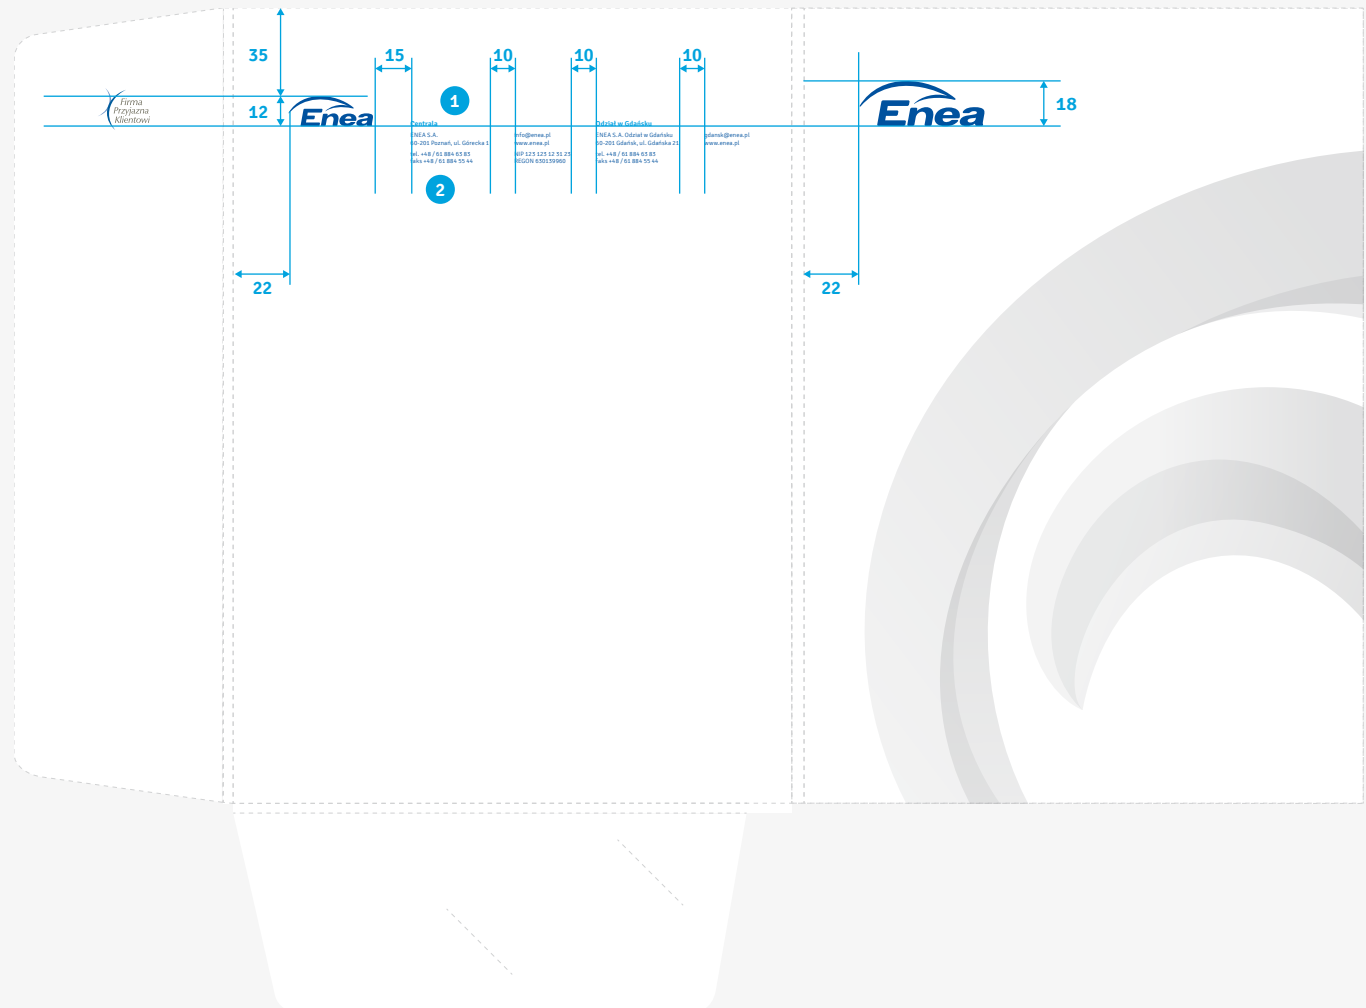 35
15
10
10
10
1
12
18
Firma
Przyjazna
Klientowi
Enea
Centrala
ENEA S.A.
60-201 Poznań, ul. Górecka 1
tel. +48 / 61 884 63 83
faks +48 / 61 884 55 44
info@enea.pl
www.enea.pl
NIP 123 123 12 31 23
REGON 630139960
Odział w Gdańsku
ENEA S.A. Odział w Gdańsku
60-201 Gdańsk, ul. Gdańska 21
tel. +48 / 61 884 63 83
faks +48 / 61 884 55 44
gdansk@enea.pl
www.enea.pl
Enea
2
22
22